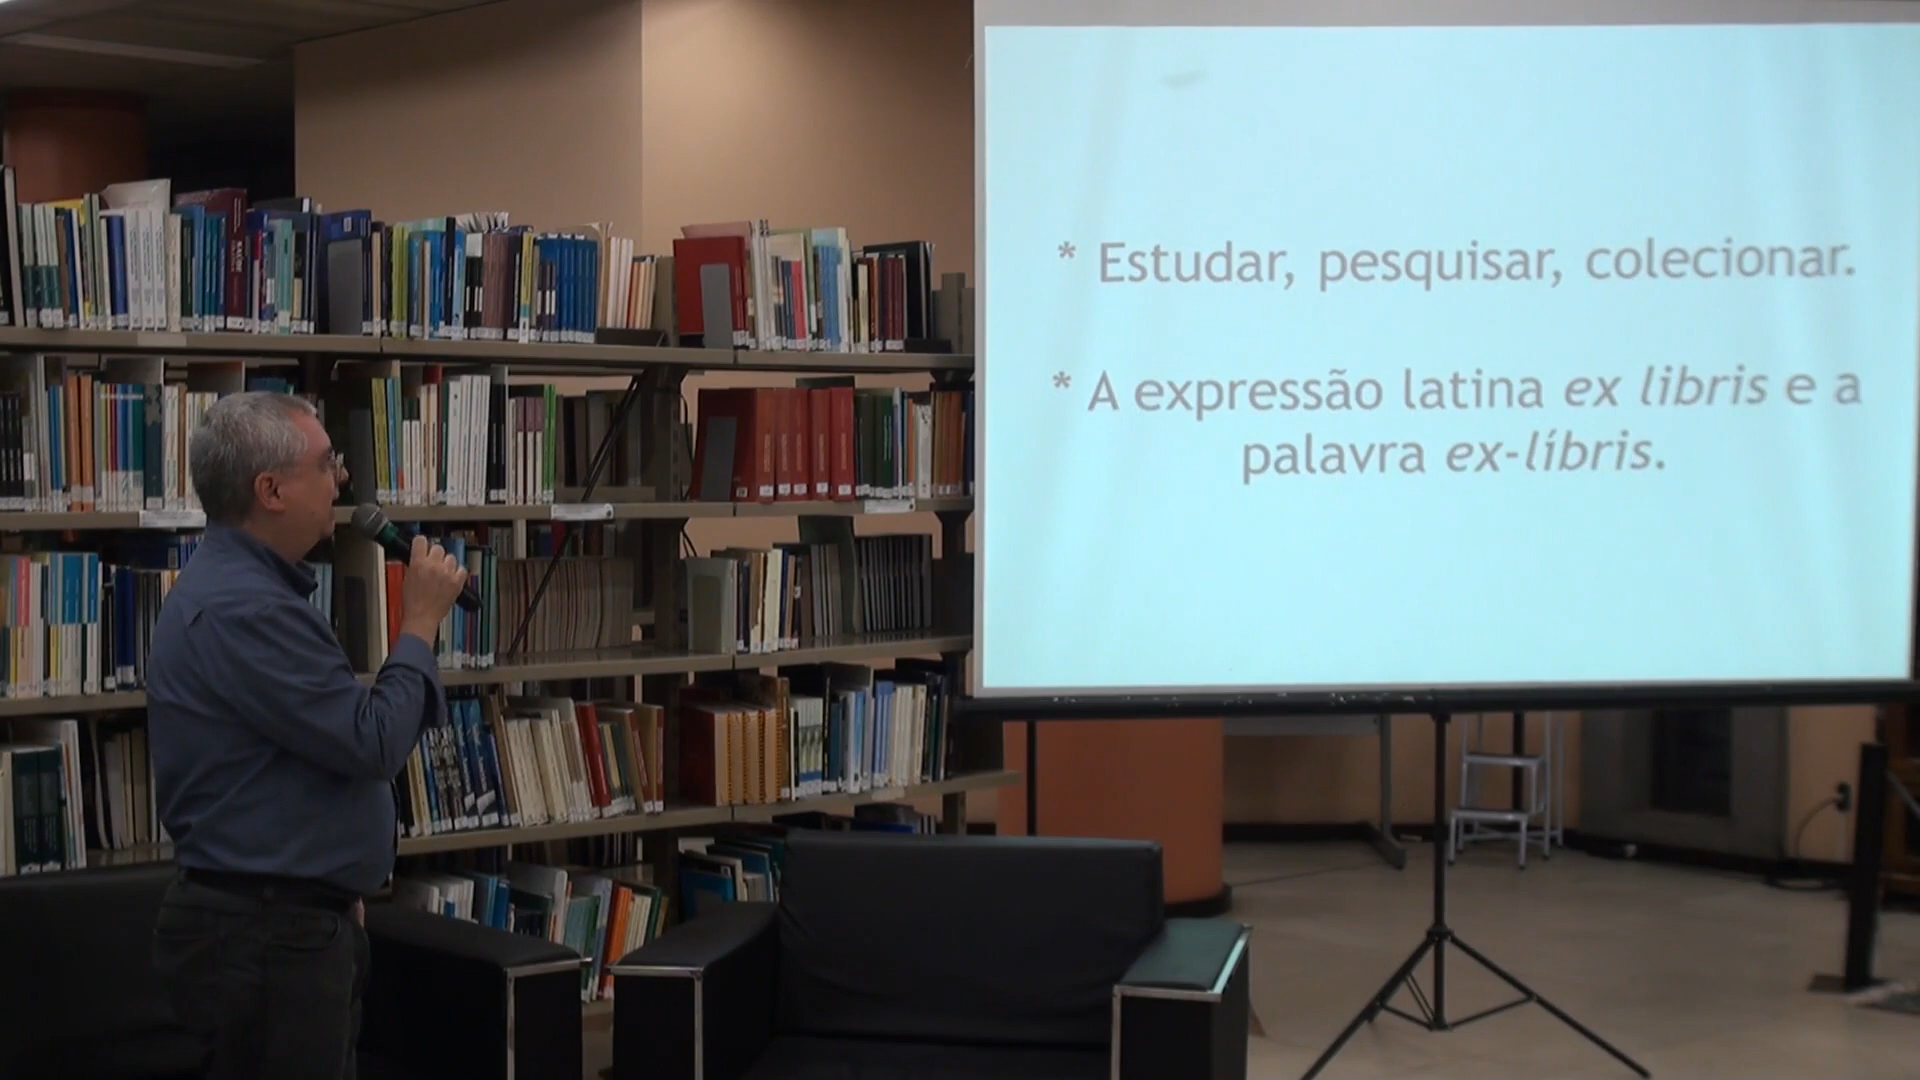 * Estudar, pesquisar, colecionar.
* A expressão latina ex libris e a
palavra ex-líbris.